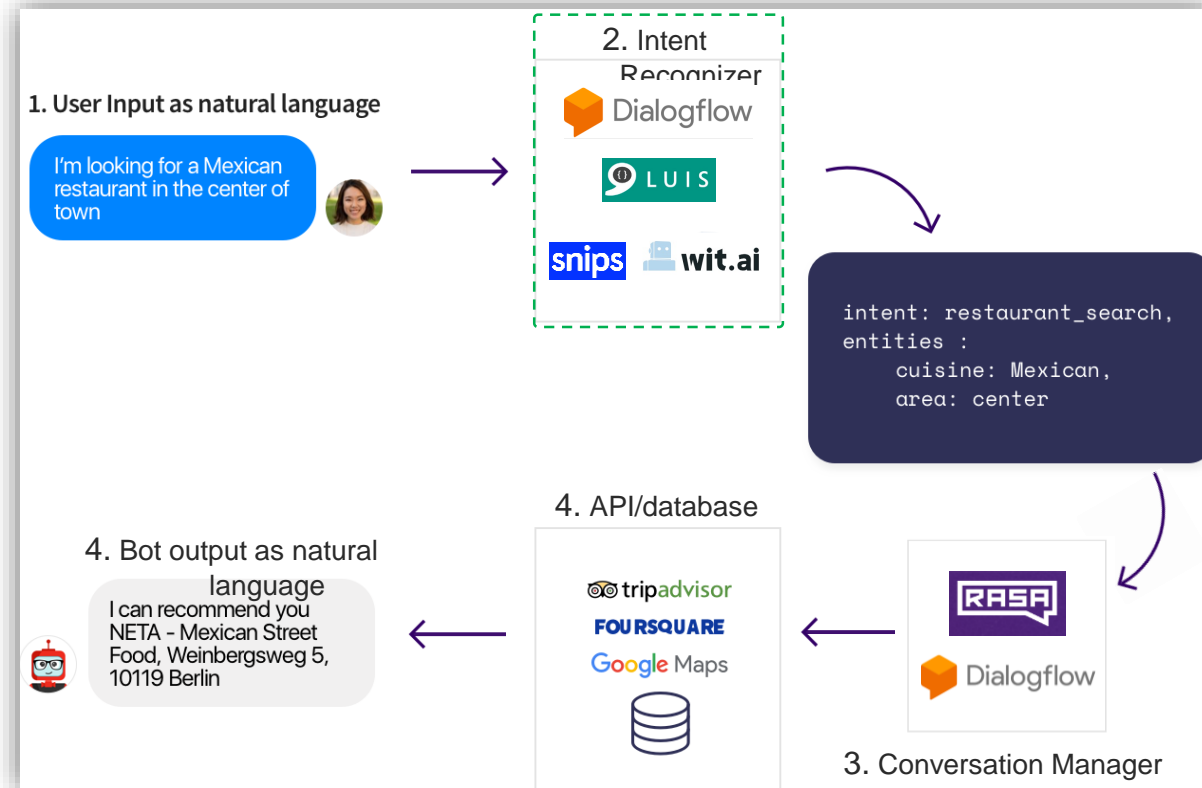 1. User Input as natural language
I'm looking for a Mexican
restaurant in the center of
town
2. Intent
Recognizer
Dialogflow
LUIS
snips
wit.ai
intent: restaurant_search,
entities :
cuisine: Mexican,
area: center
RASA
Dialogflow
3. Conversation Manager
4. API/database
tripadvisor
FOURSQUARE
Google Maps
4. Bot output as natural
language
I can recommend you
NETA - Mexican Street
Food, Weinbergsweg 5,
10119 Berlin